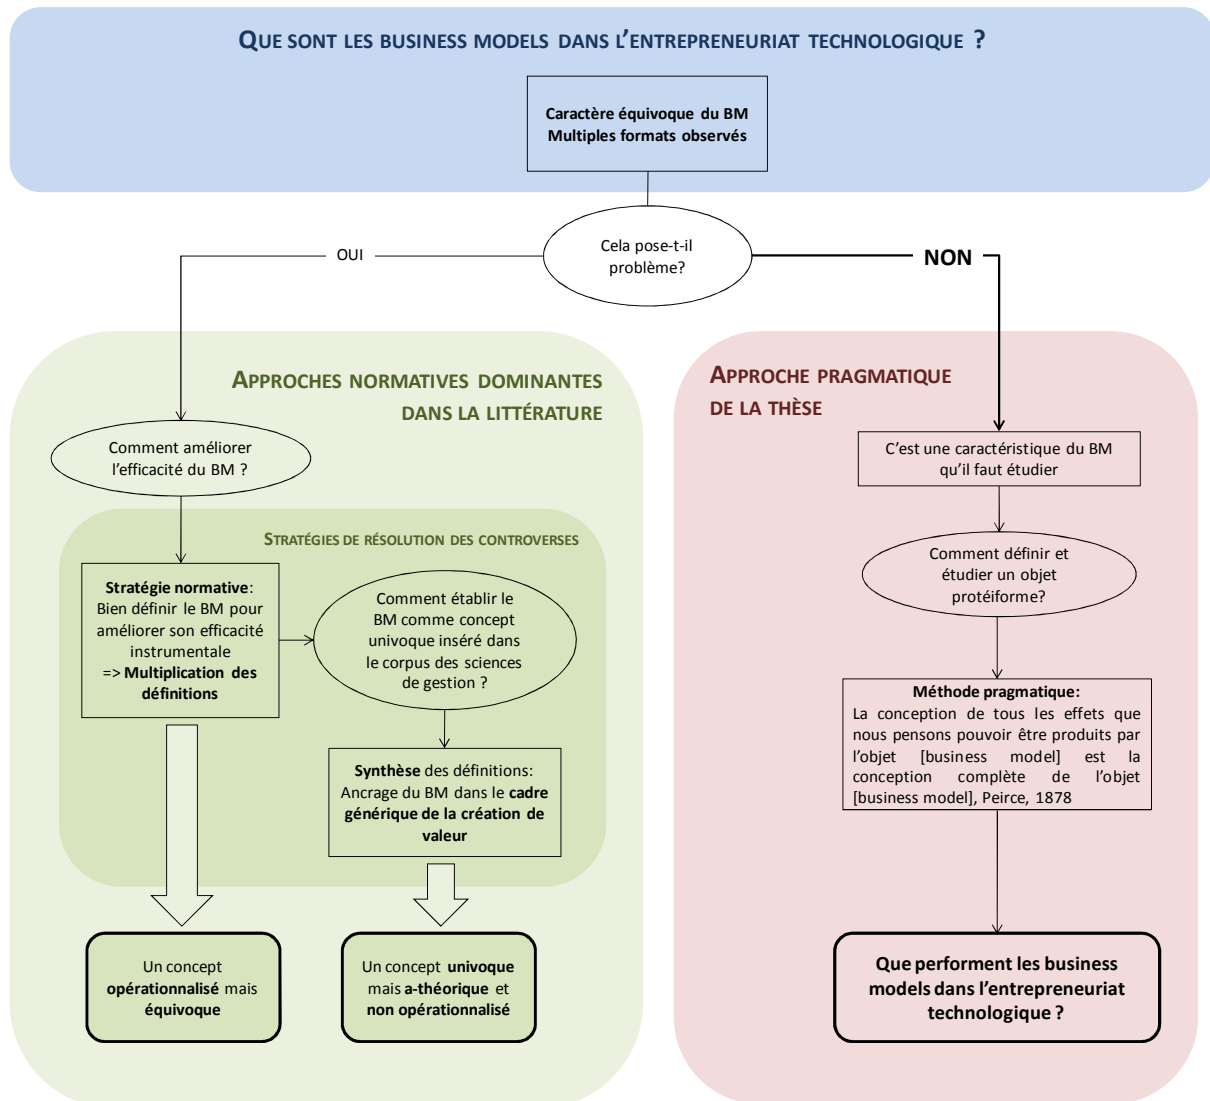 QUE SONT LES BUSINESS MODELS DANS L'ENTREPRENEURIAT TECHNOLOGIQUE ?
Caractère équivoque du BM
Multiples formats observés
Cela pose-t-il
problème?
OUI
NON
APPROCHES NORMATIVES DOMINANTES
DANS LA LITTÉRATURE
Comment améliorer
l'efficacité du BM ?
STRATÉGIES DE RÉSOLUTION DES CONTROVERSES
Stratégie normative:
Bien définir le BM pour
améliorer son efficacité
instrumentale
=> Multiplication des
définitions
Comment établir le
BM comme concept
univoque inséré dans
le corpus des sciences
de gestion ?
Synthèse des définitions:
Ancrage du BM dans le cadre
générique de la création de
valeur
Un concept
opérationnalisé mais
équivoque
Un concept univoque
mais a-théorique et
non opérationnalisé
APPROCHE PRAGMATIQUE
DE LA THÈSE
C'est une caractéristique du BM
qu'il faut étudier
Comment définir et
étudier un objet
protéiforme?
Méthode pragmatique:
La conception de tous les effets que
nous pensons pouvoir être produits par
l'objet [business model] est la
conception complète de l'objet
[business model], Peirce, 1878
Que performent les business
models dans l'entrepreneuriat
technologique ?